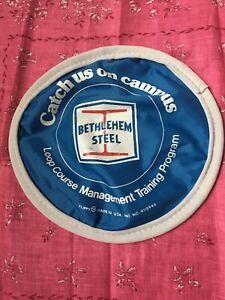 Catch us on campus
BETHLEHEM
STEEL
Loop Course Management Training Program